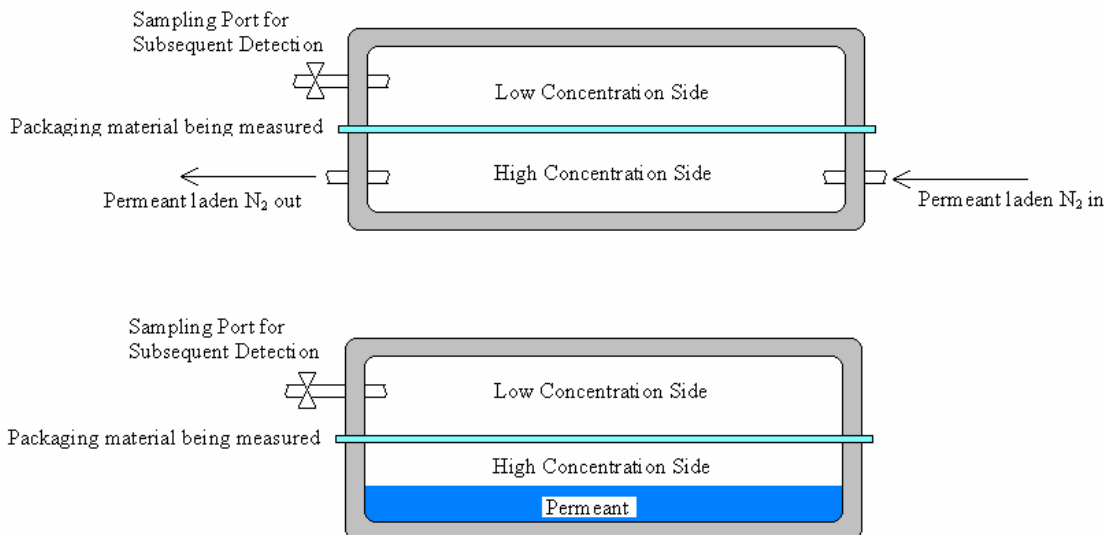 Sampling Port for
Subsequent Detection
Low Concentration Side
Packaging material being measured
High Concentration Side
Permeant laden N₂ out
Permeant laden N₂ in
Sampling Port for
Subsequent Detection
Low Concentration Side
Packaging material being measured
High Concentration Side
Permeant